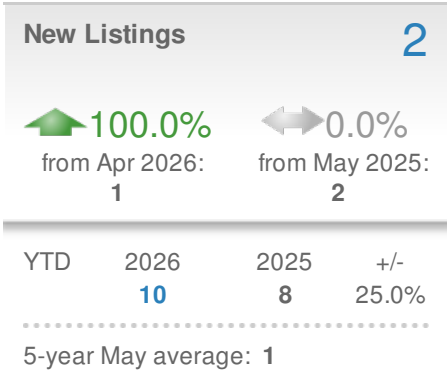 New Listings 2
100.0% 0.0%
from Apr 2026: from May 2025:
1 2
YTD 2026 2025 +/-
10 8 25.0%
5-year May average: 1